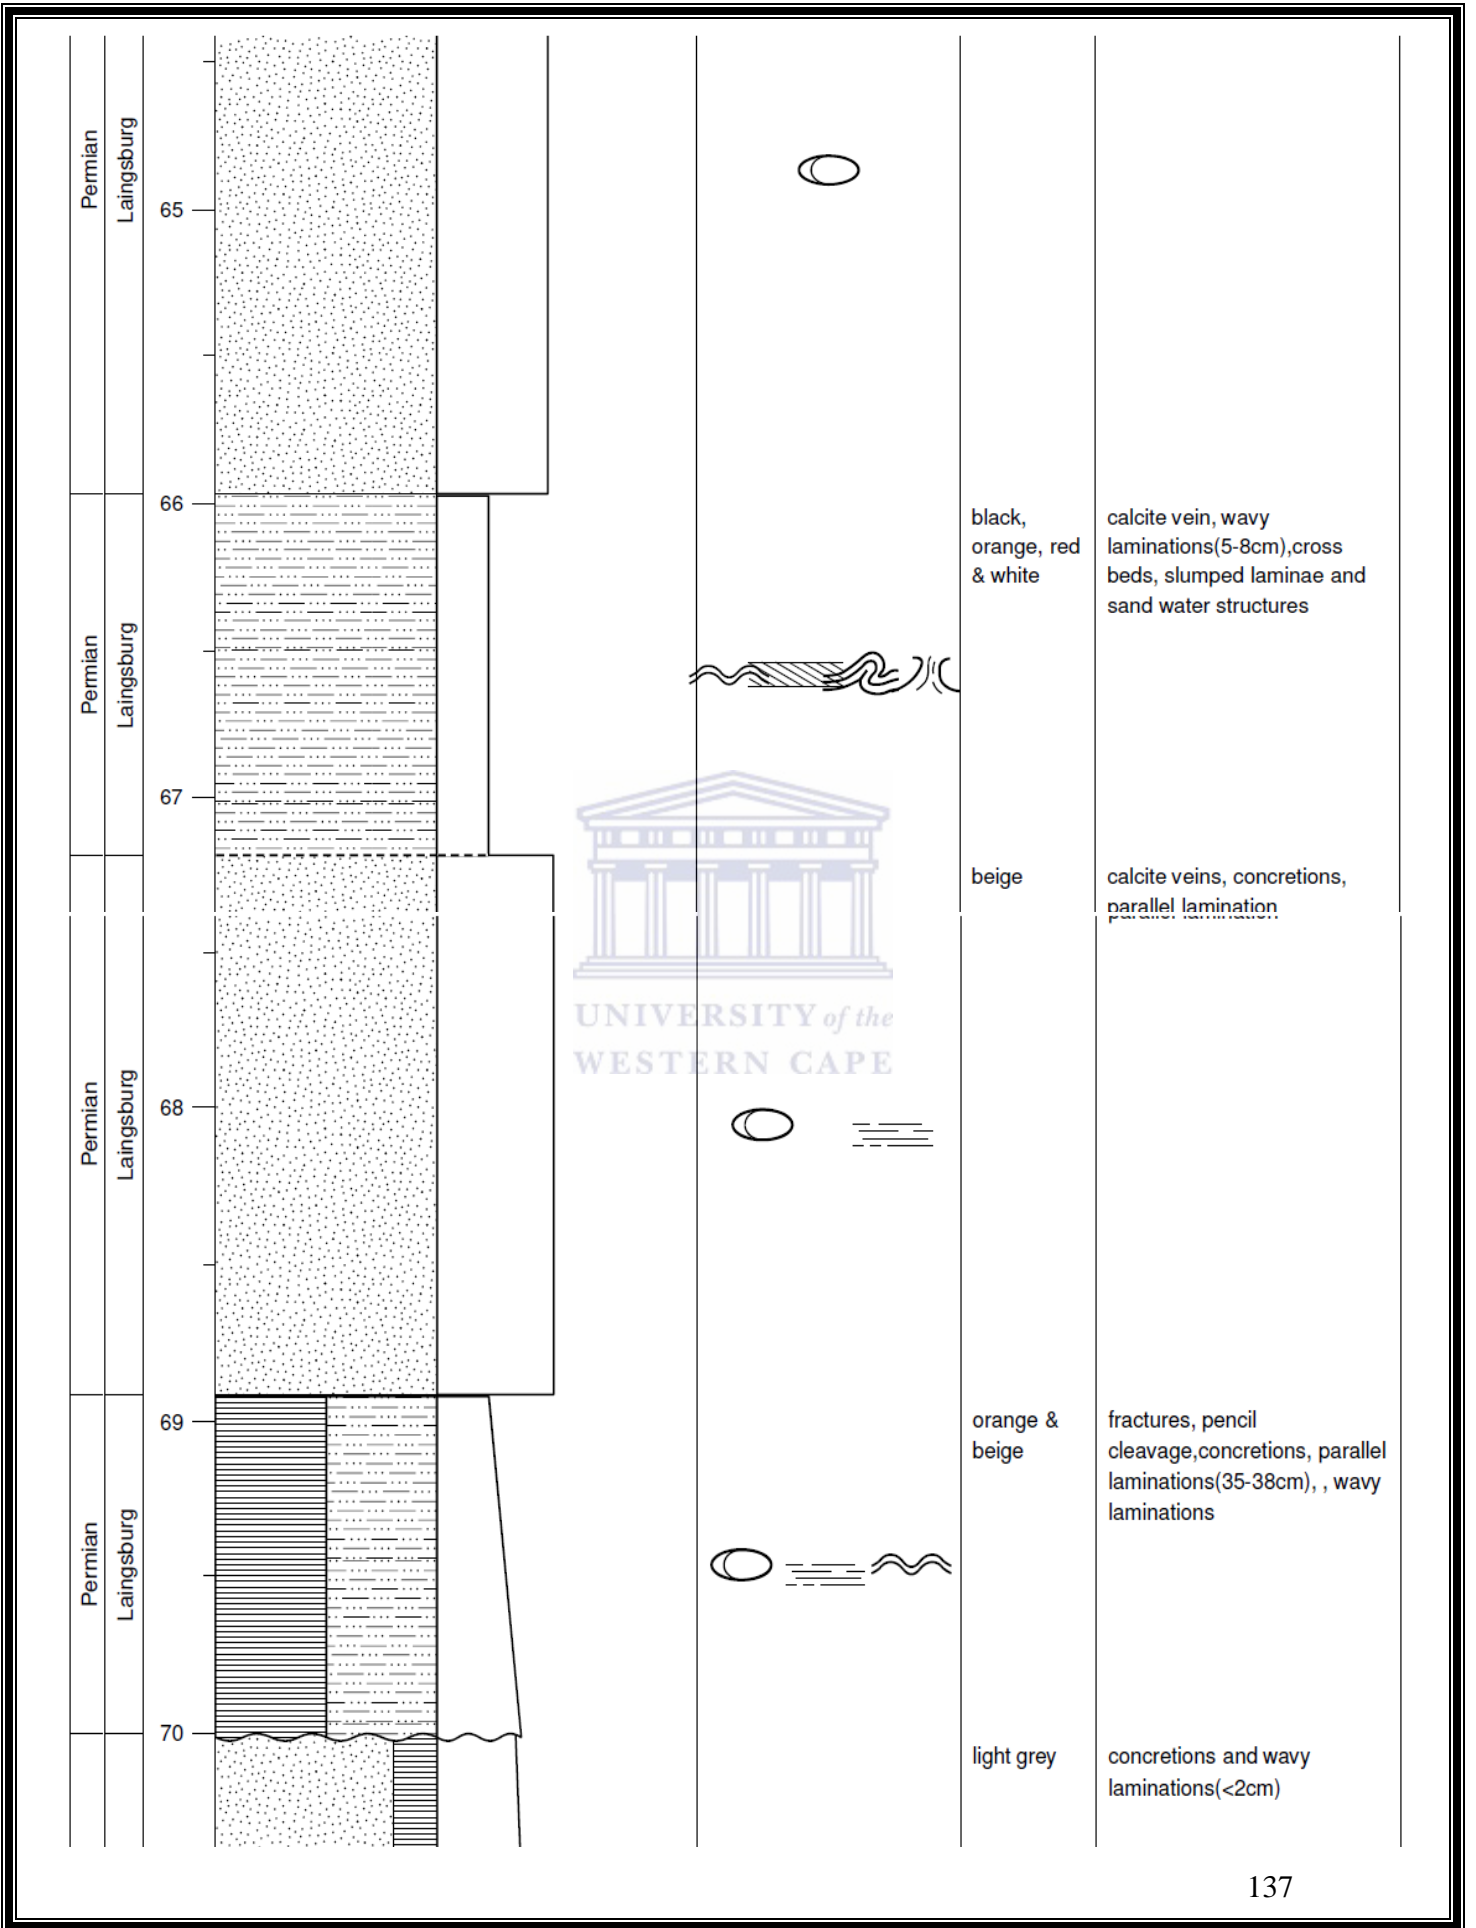 Permian
Laingsburg
65
66
black,
orange, red
& white
calcite vein, wavy
laminations(5-8cm),cross
beds, slumped laminae and
sand water structures
Permian
Laingsburg
67
beige
calcite veins, concretions,
parallel lamination
UNIVERSITY of the
WESTERN CAPE
Permian
Laingsburg
68
69
orange &
beige
fractures, pencil
cleavage,concretions, parallel
laminations(35-38cm), , wavy
laminations
Permian
Laingsburg
70
light grey
concretions and wavy
laminations(<2cm)
137